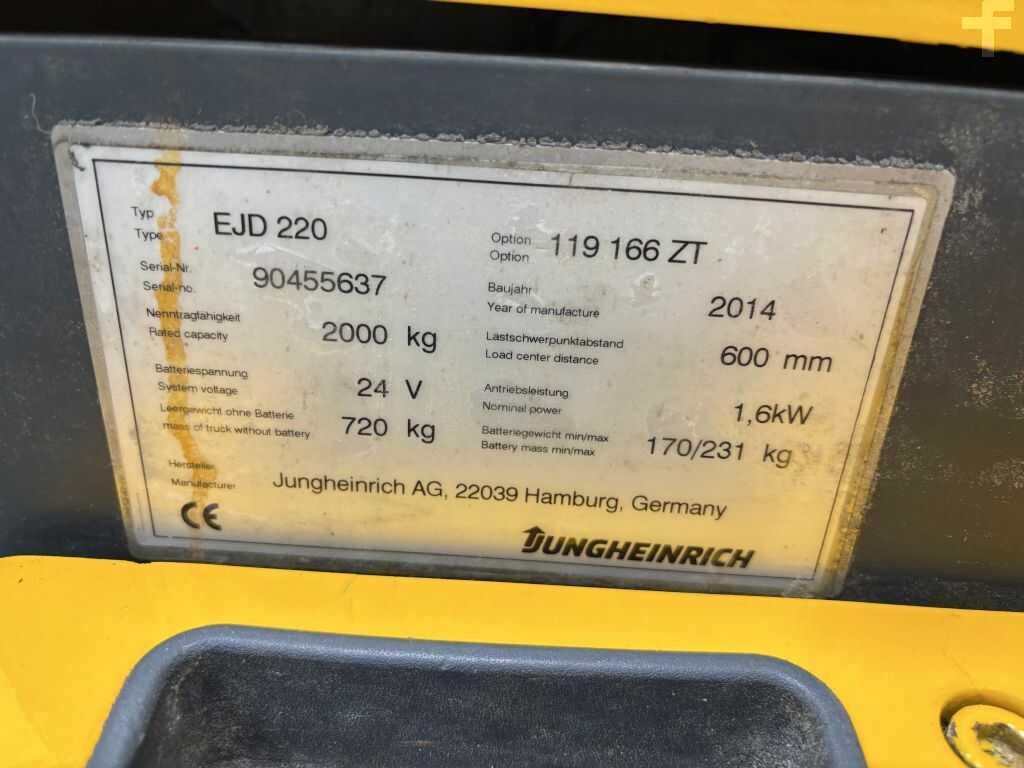 Typ
Type
EJD 220
Option
Option
119 166 ZT
Serial-Nr.
Serial-no.
90455637
Baujahr
Year of manufacture
2014
Nenntragfähigkeit
Rated capacity
2000 kg
Lastschwerpunktabstand
Load center distance
600 mm
Batteriespannung
System voltage
24 V
Antriebsleistung
Nominal power
1,6kW
Leergewicht ohne Batterie
mass of truck without battery
720 kg
Batteriegewicht min/max
Battery mass min/max
170/231 kg
Hersteller
Manufacturer
Jungheinrich AG, 22039 Hamburg, Germany
CE
JUNGHEINRICH
f